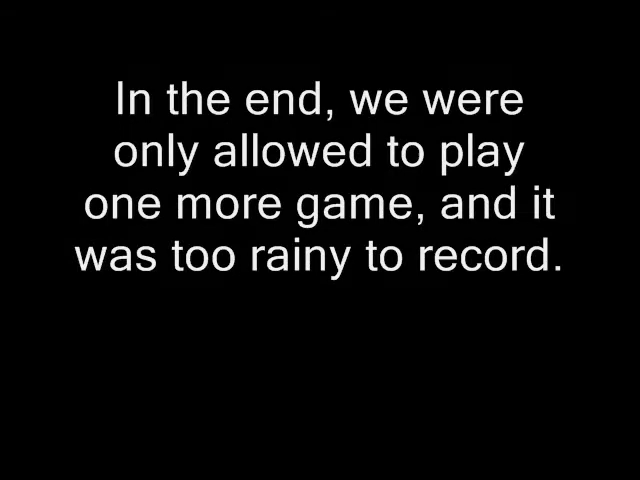 In the end, we were
only allowed to play
one more game, and it
was too rainy to record.